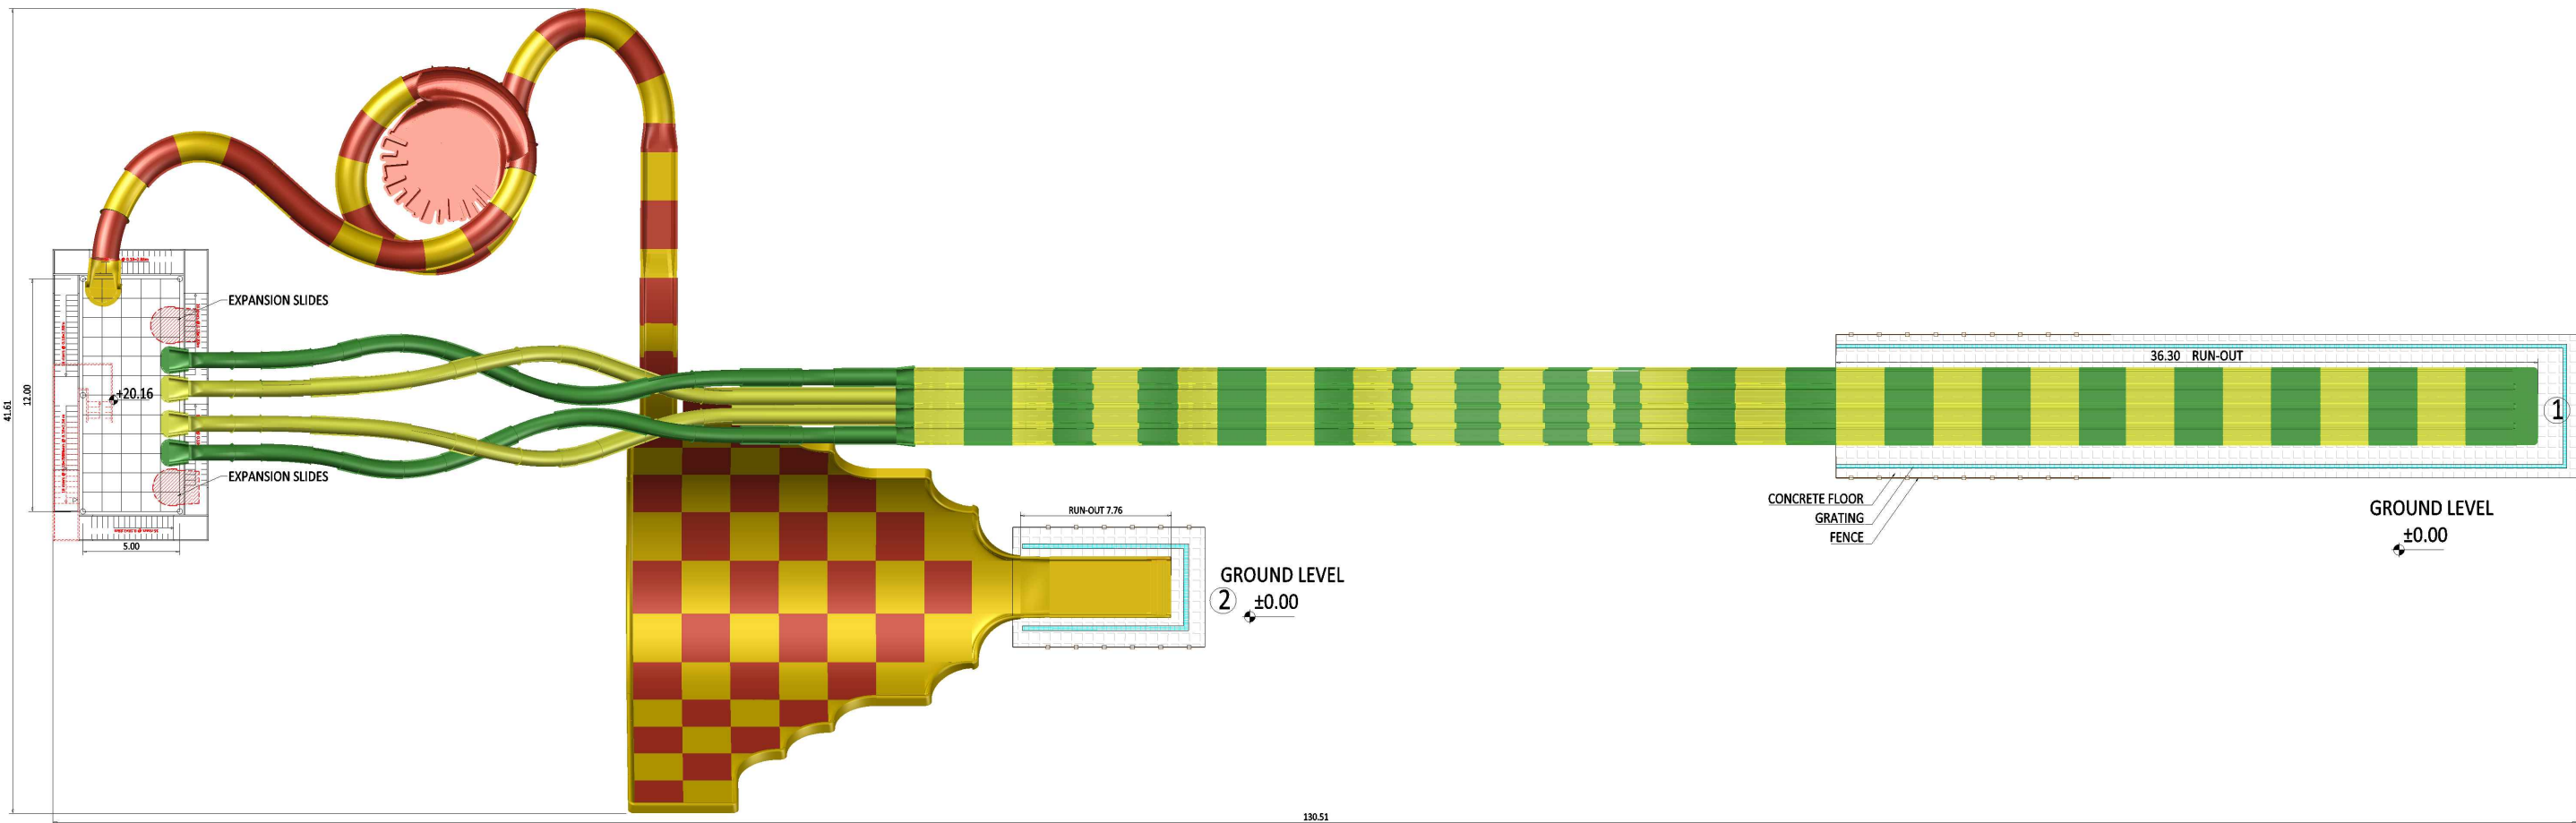 EXPANSION SLIDES
+20.16
EXPANSION SLIDES
41.61
12.00
5.00
36.30 RUN-OUT
1
CONCRETE FLOOR
GRATING
FENCE
GROUND LEVEL
±0.00
RUN-OUT 7.76
GROUND LEVEL
2
±0.00
130.51